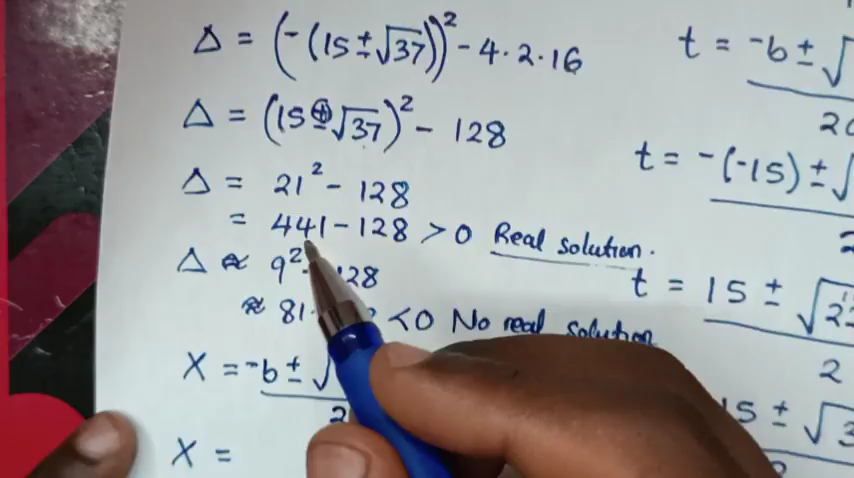 Δ = (-(15 ± √37))² - 4·2·16
Δ = (15 ± √37)² - 128
Δ = 21² - 128
= 441 - 128 > 0 Real solution.
Δ ≈ 9² - 128
≈ 81 <0 No real solution
X = -b ± √
X =
t = -b ± √
t = -(-15) ± √
t = 15 ± √
2
15 ± √3